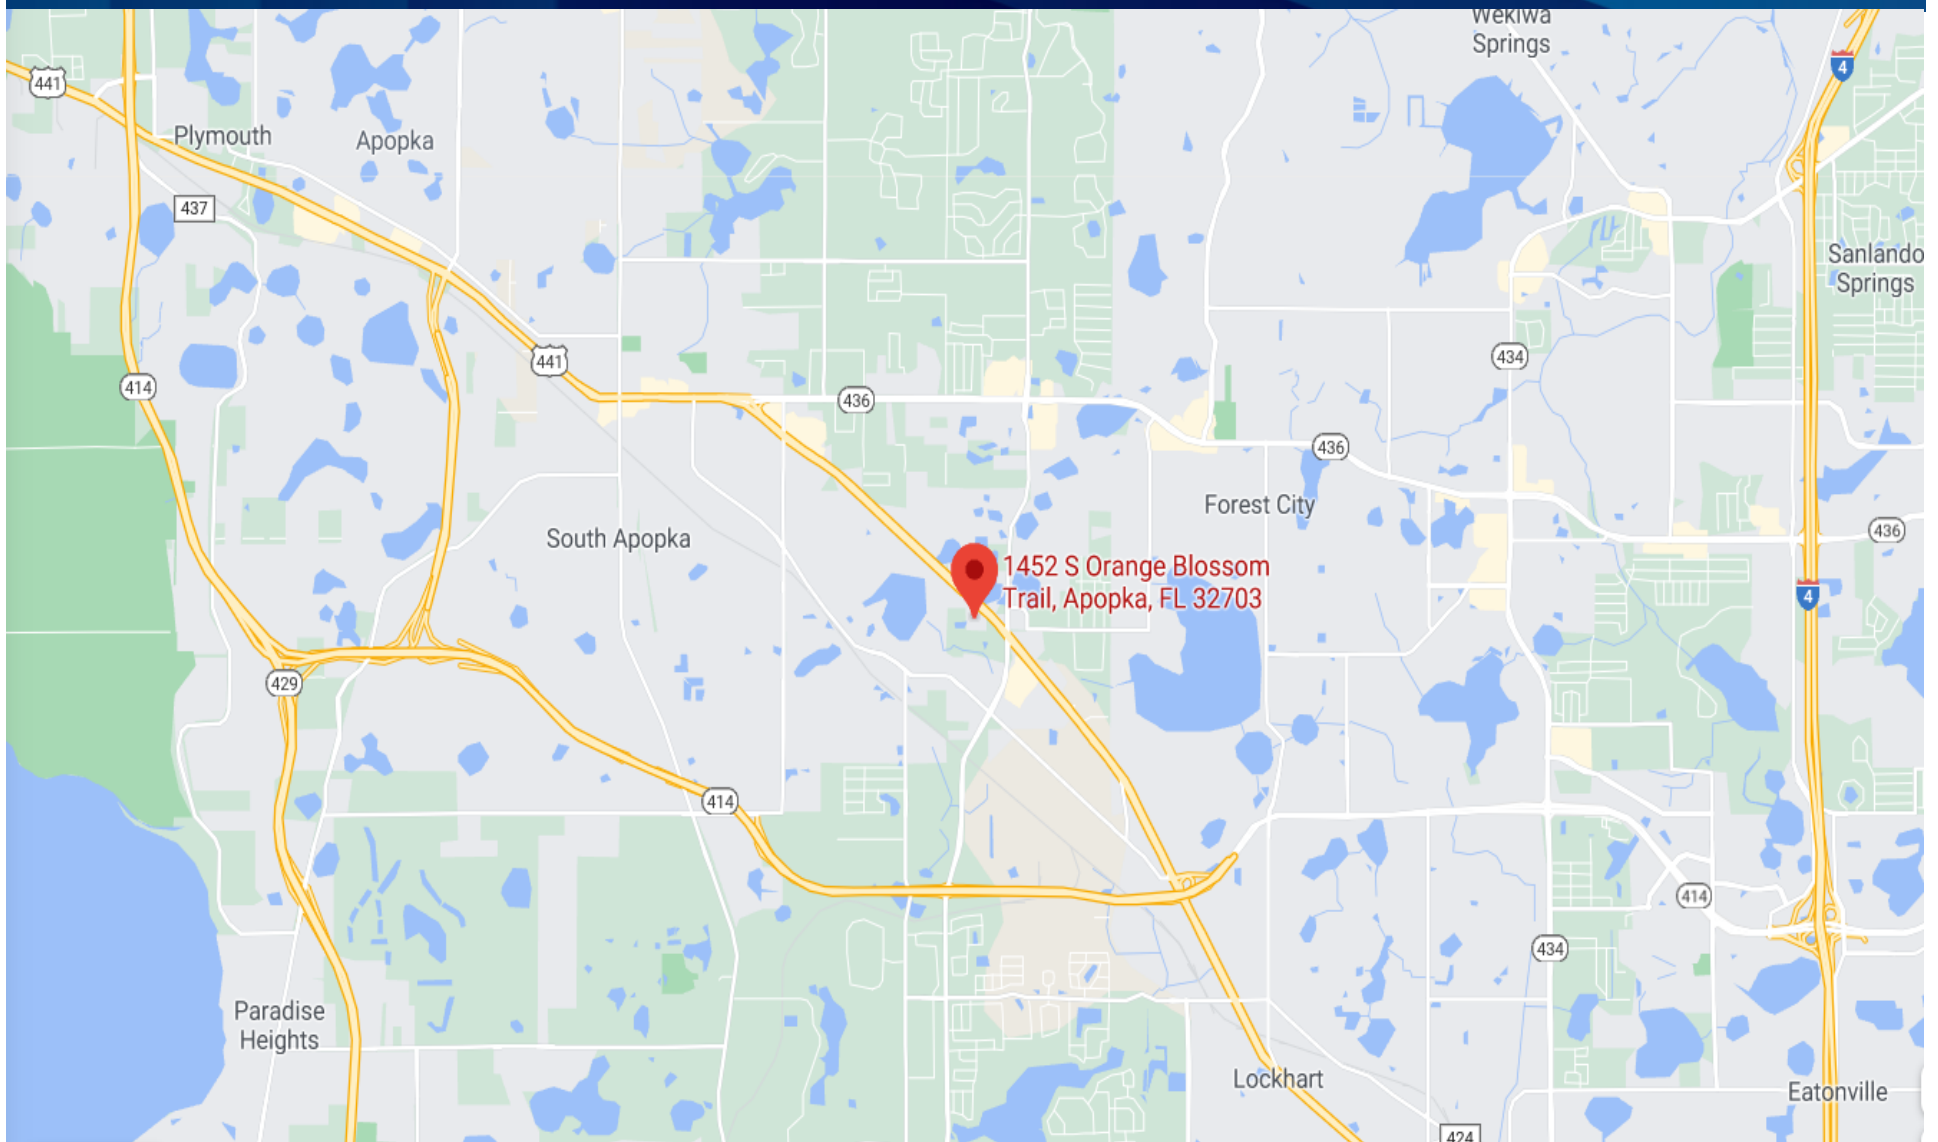 Wekiwa
Springs
4
441
Plymouth
Apopka
437
Sanlando
Springs
441
434
414
436
436
Forest City
436
South Apopka
1452 S Orange Blossom
Trail, Apopka, FL 32703
4
429
414
414
434
Paradise
Heights
Lockhart
Eatonville
424